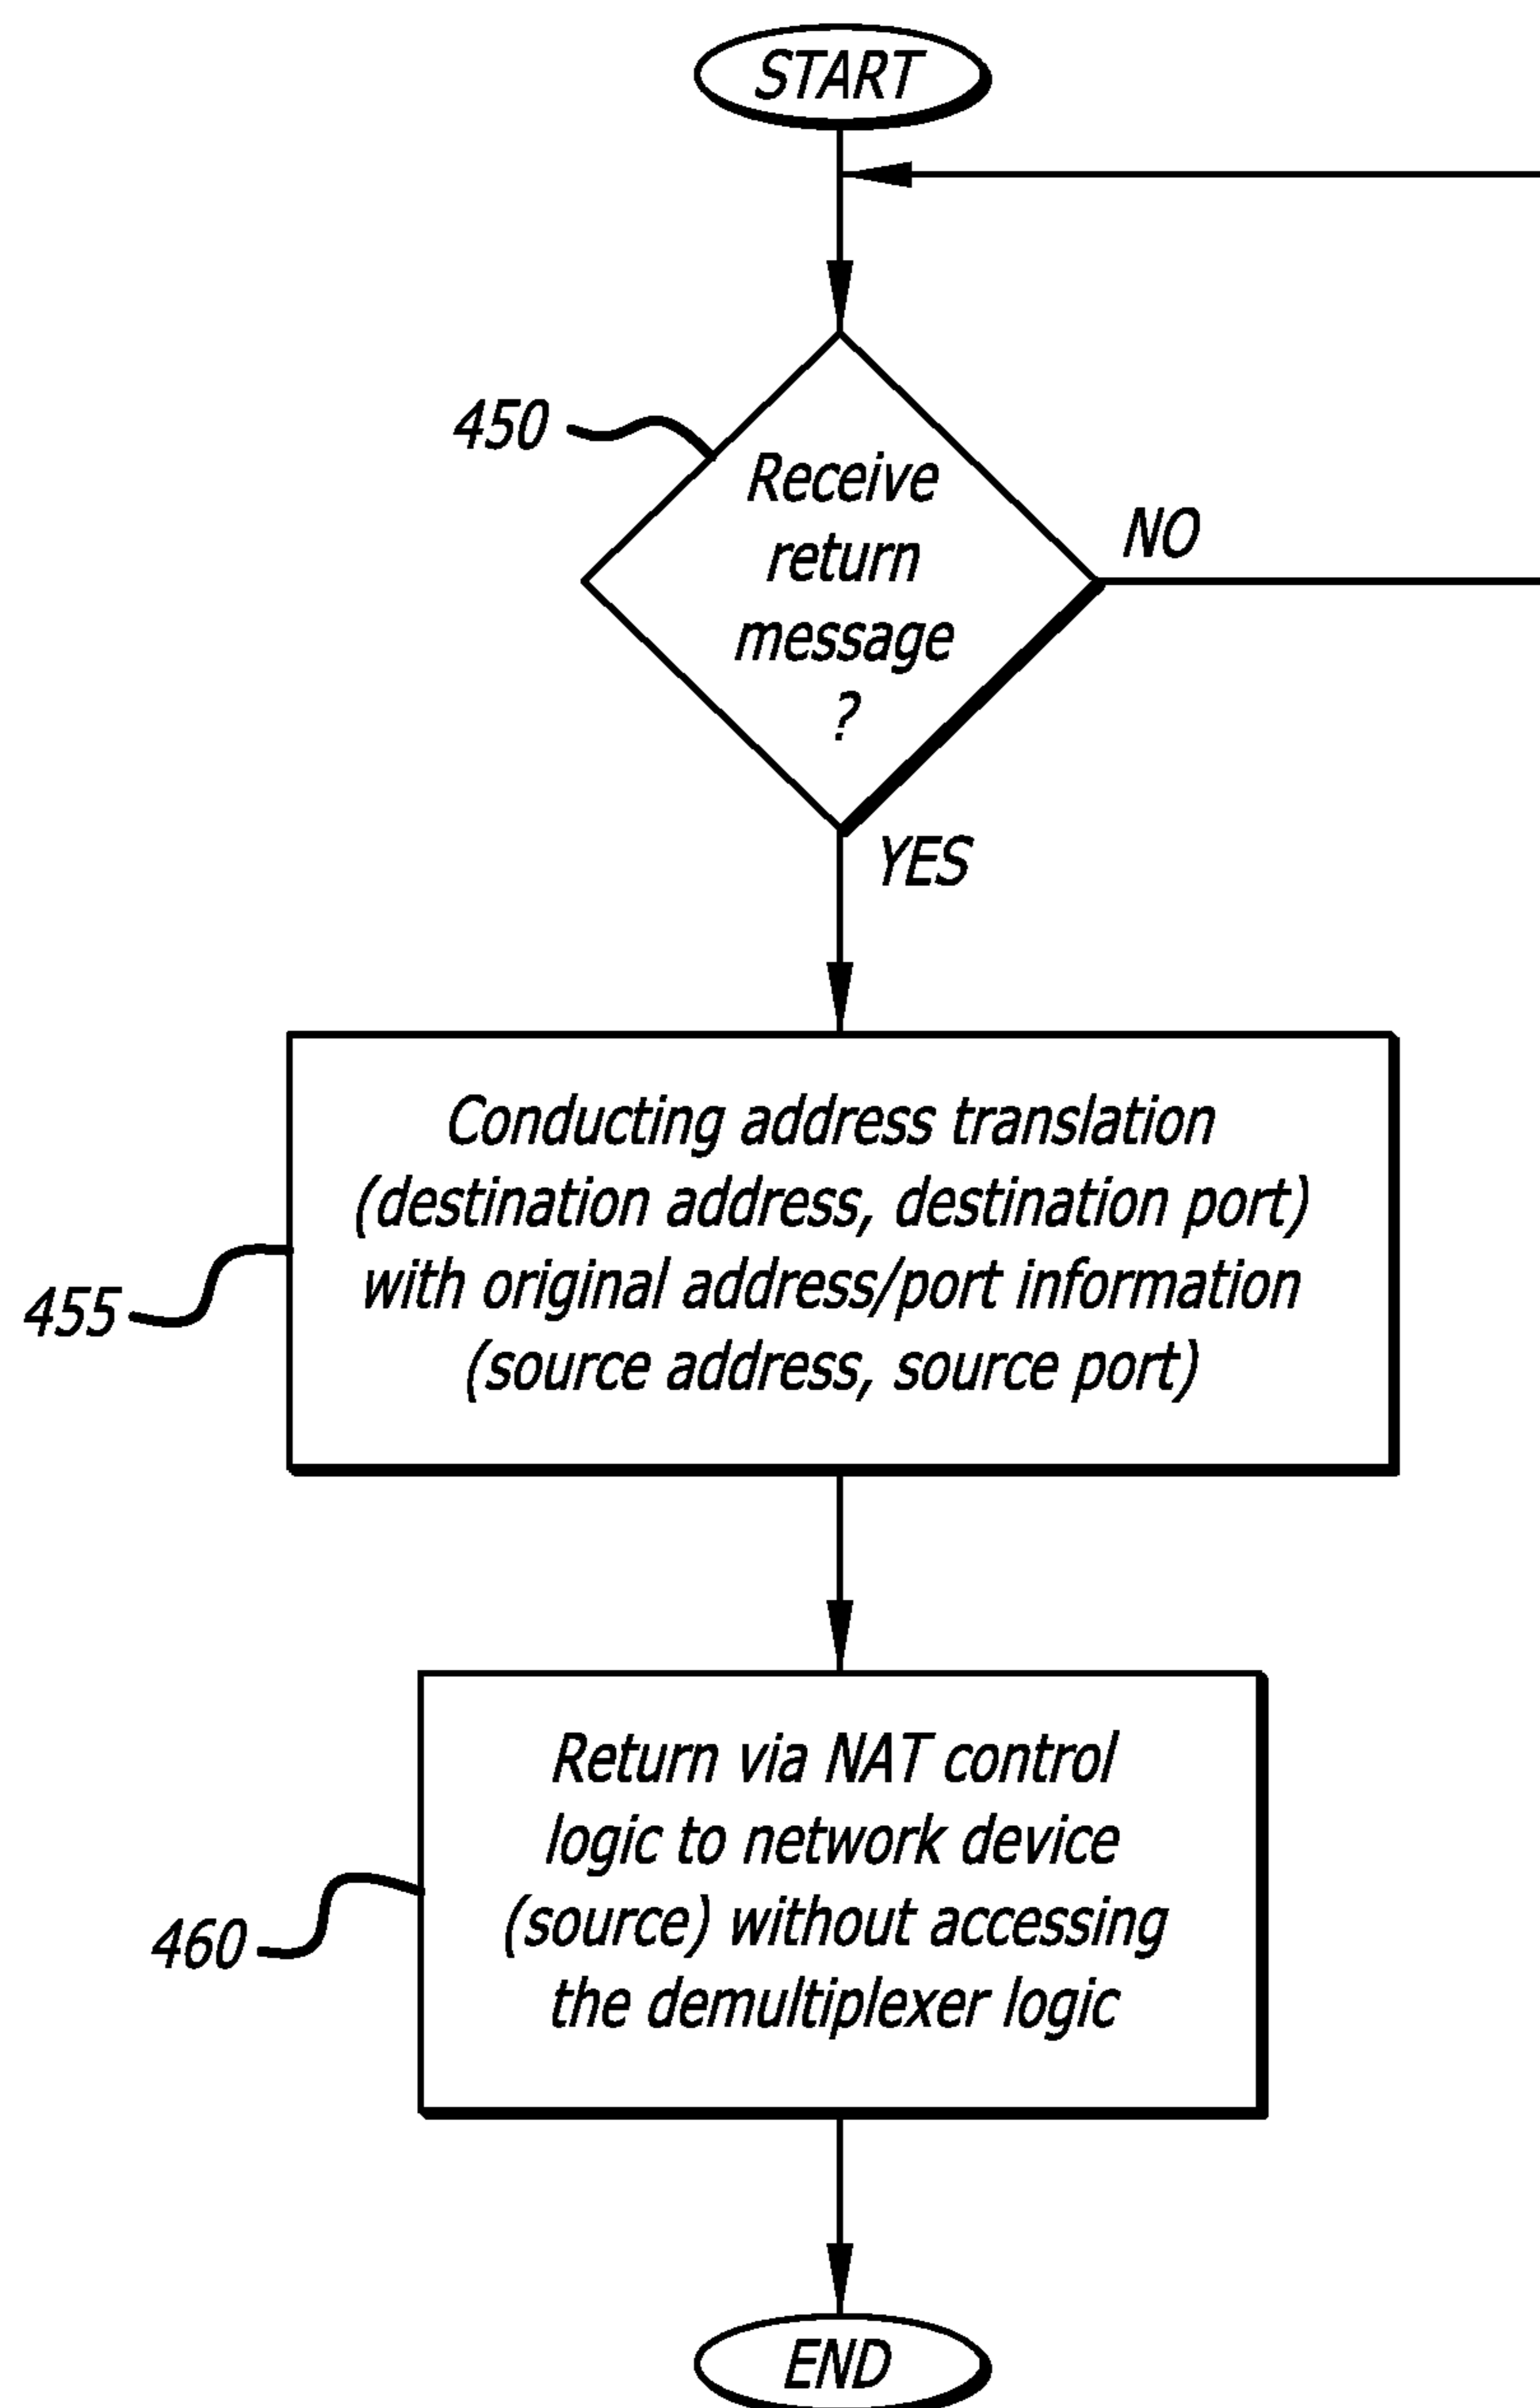 START
450
Receive
return
message
?
NO
YES
Conducting address translation
(destination address, destination port)
with original address/port information
(source address, source port)
455
Return via NAT control
logic to network device
(source) without accessing
the demultiplexer logic
460
END